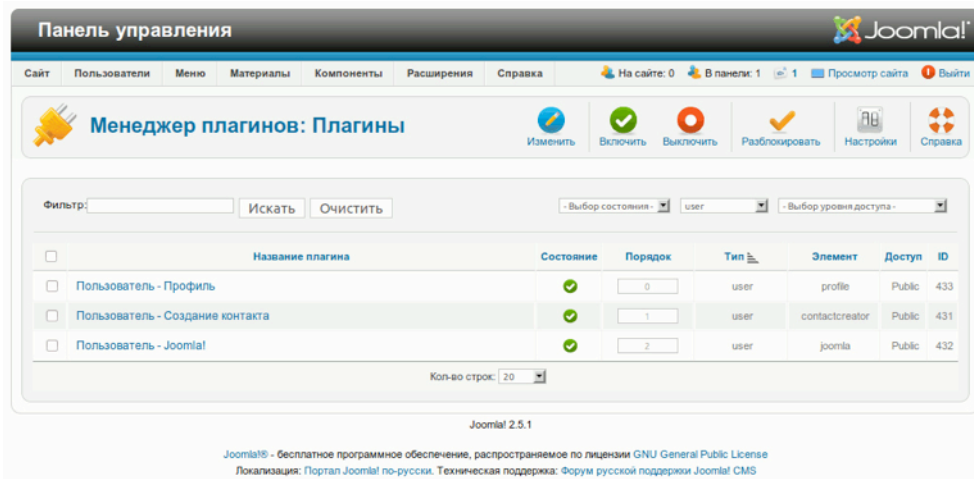 Панель управления Joomla!
Сайт Пользователи Меню Материалы Компоненты Расширения Справка На сайте: 0 В панели: 1 1 Просмотр сайта Выйти
Менеджер плагинов: Плагины Изменить Включить Выключить Разблокировать Настройки Справка
Фильтр: Искать Очистить - Выбор состояния - user - Выбор уровня доступа -
Название плагина Состояние Порядок Тип Элемент Доступ ID
Пользователь - Профиль 0 user profile Public 433
Пользователь - Создание контакта 1 user contactcreator Public 431
Пользователь - Joomla! 2 user joomla Public 432
Кол-во строк: 20
Joomla! 2.5.1
Joomla!® - бесплатное программное обеспечение, распространяемое по лицензии GNU General Public License
Локализация: Портал Joomla! по-русски. Техническая поддержка: Форум русской поддержки Joomla! CMS